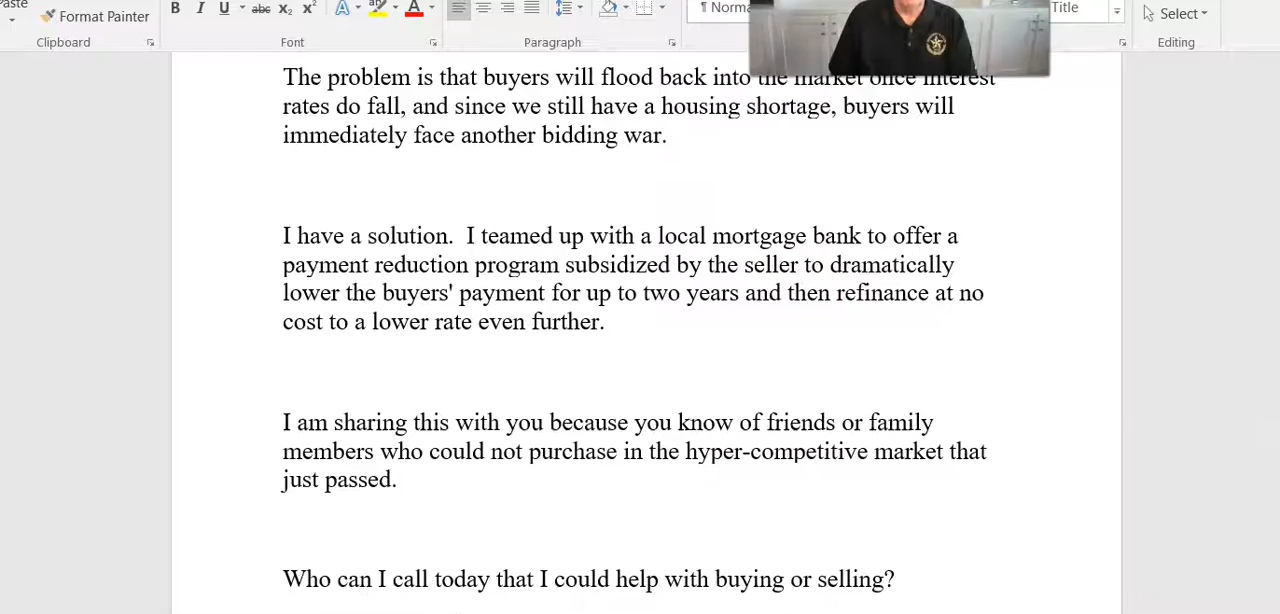 aste
Format Painter
B I U abc x₂ x² A aby A
¶ Norma
Title
Select
Clipboard
Font
Paragraph
Editing
The problem is that buyers will flood back into the market once interest
rates do fall, and since we still have a housing shortage, buyers will
immediately face another bidding war.
I have a solution.  I teamed up with a local mortgage bank to offer a
payment reduction program subsidized by the seller to dramatically
lower the buyers' payment for up to two years and then refinance at no
cost to a lower rate even further.
I am sharing this with you because you know of friends or family
members who could not purchase in the hyper-competitive market that
just passed.
Who can I call today that I could help with buying or selling?